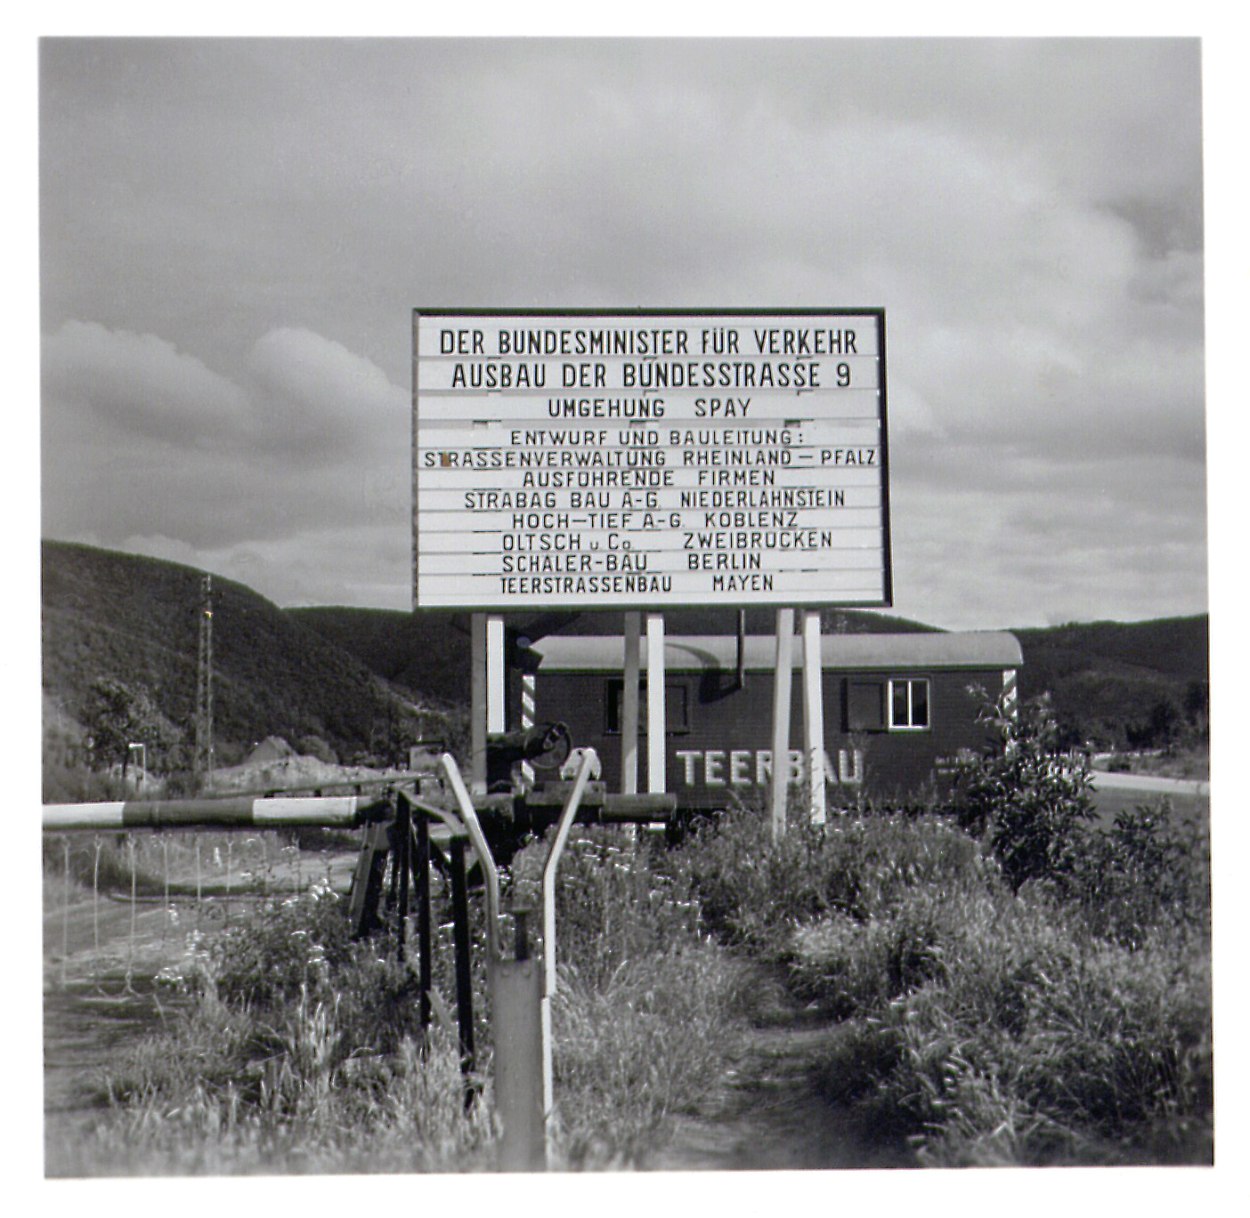 DER BUNDESMINISTER FÜR VERKEHR
AUSBAU DER BUNDESSTRASSE 9
UMGEHUNG SPAY
ENTWURF UND BAULEITUNG:
STRASSENVERWALTUNG RHEINLAND-PFALZ
AUSFÜHRENDE FIRMEN
STRABAG BAU A-G. NIEDERLAHNSTEIN
HOCH-TIEF A-G. KOBLENZ
OLTSCH u Co. ZWEIBRÜCKEN
SCHÄLER-BAU BERLIN
TEERSTRASSENBAU MAYEN
TEERBAU